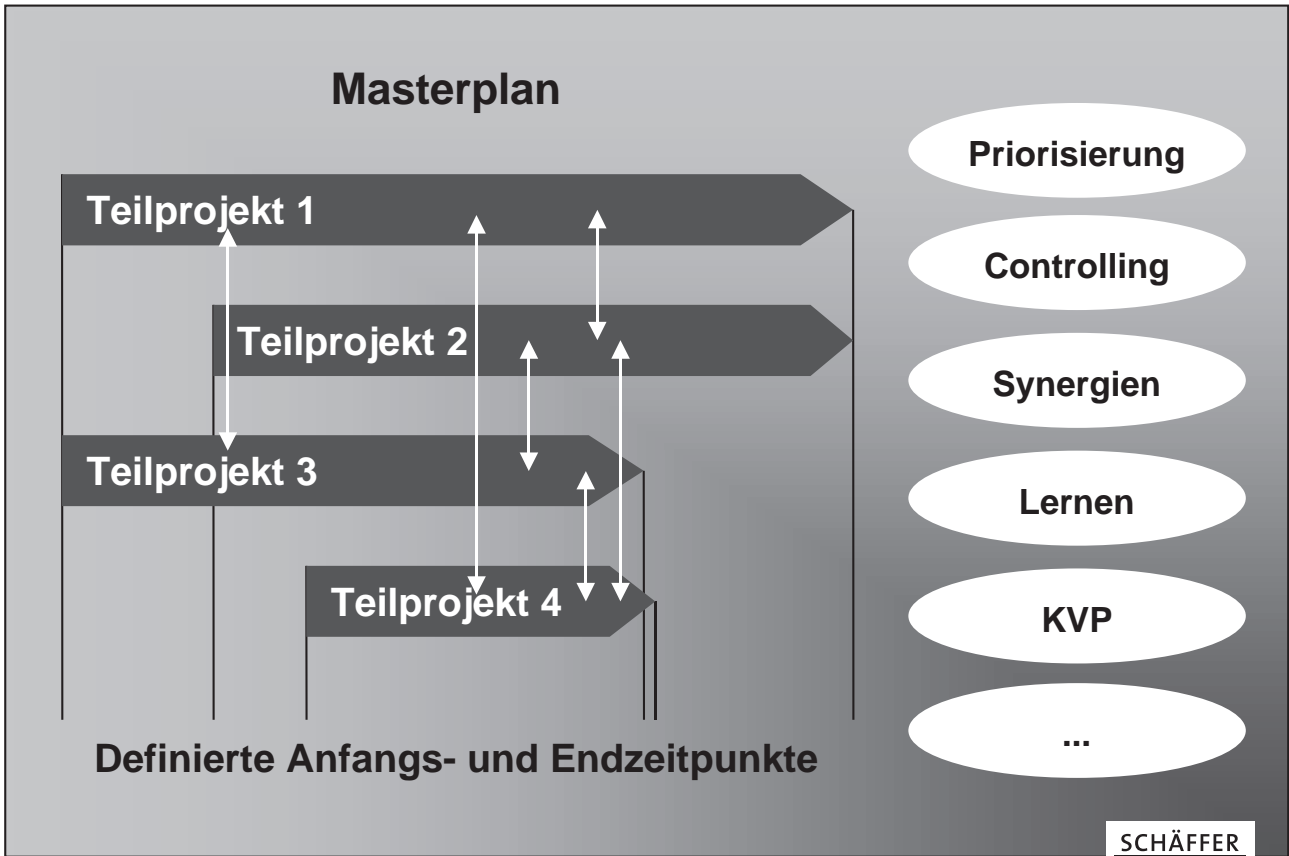 Masterplan
Teilprojekt 1
Teilprojekt 2
Teilprojekt 3
Teilprojekt 4
Definierte Anfangs- und Endzeitpunkte
Priorisierung
Controlling
Synergien
Lernen
KVP
...
SCHÄFFER